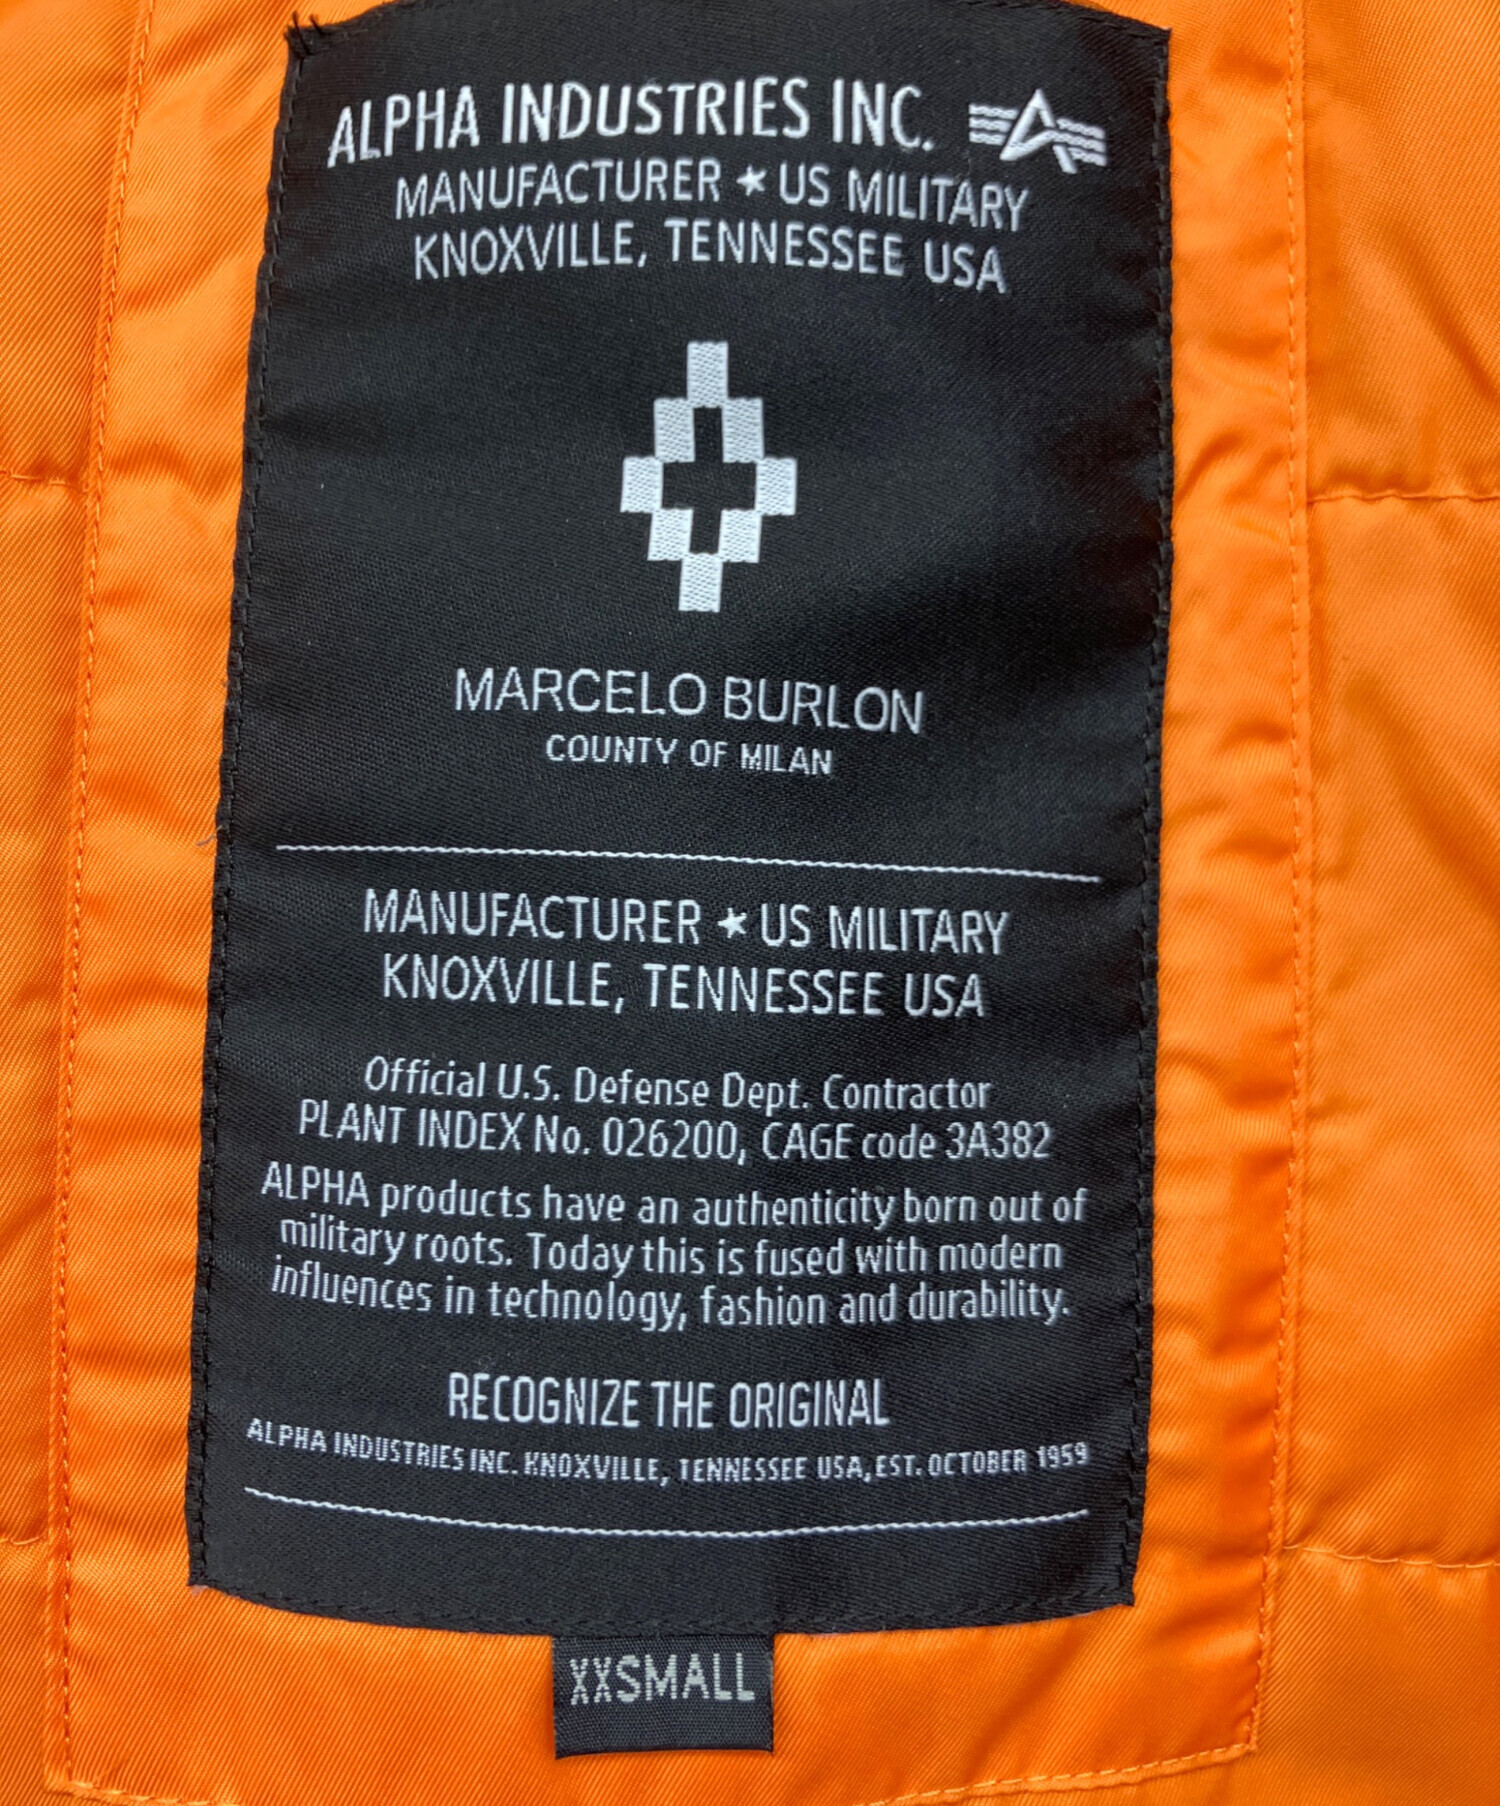 ALPHA INDUSTRIES INC.
MANUFACTURER ★ US MILITARY
KNOXVILLE, TENNESSEE USA
MARCELO BURLON
COUNTY OF MILAN
MANUFACTURER ★ US MILITARY
KNOXVILLE, TENNESSEE USA
Official U.S. Defense Dept. Contractor
PLANT INDEX No. 026200, CAGE code 3A382
ALPHA products have an authenticity born out of
military roots. Today this is fused with modern
influences in technology, fashion and durability.
RECOGNIZE THE ORIGINAL
ALPHA INDUSTRIES INC. KNOXVILLE, TENNESSEE USA, EST. OCTOBER 1959
XXSMALL